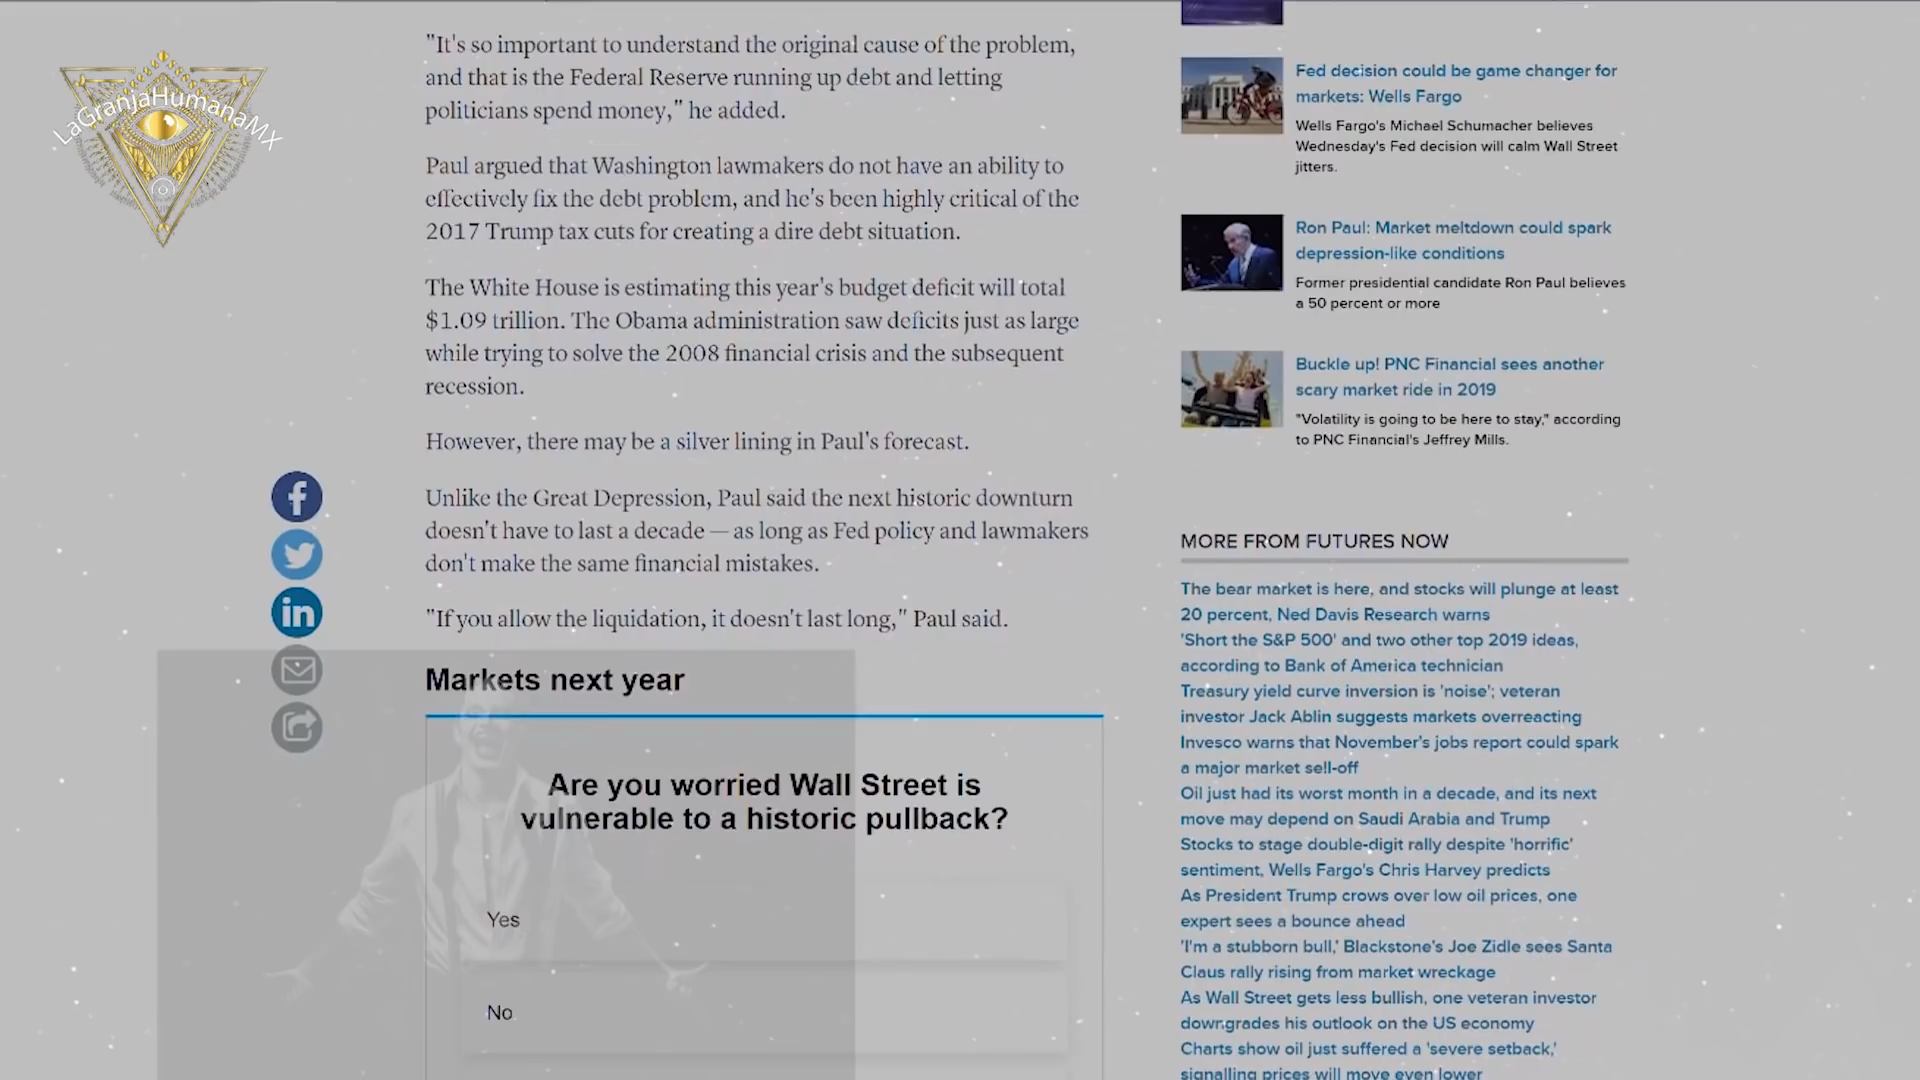 LaGranjaHumanaMX
"It's so important to understand the original cause of the problem,
and that is the Federal Reserve running up debt and letting
politicians spend money," he added.
Paul argued that Washington lawmakers do not have an ability to
effectively fix the debt problem, and he's been highly critical of the
2017 Trump tax cuts for creating a dire debt situation.
The White House is estimating this year's budget deficit will total
$1.09 trillion. The Obama administration saw deficits just as large
while trying to solve the 2008 financial crisis and the subsequent
recession.
However, there may be a silver lining in Paul's forecast.
Unlike the Great Depression, Paul said the next historic downturn
doesn't have to last a decade — as long as Fed policy and lawmakers
don't make the same financial mistakes.
"If you allow the liquidation, it doesn't last long," Paul said.
Markets next year
Are you worried Wall Street is
vulnerable to a historic pullback?
Yes
No
Fed decision could be game changer for
markets: Wells Fargo
Wells Fargo's Michael Schumacher believes
Wednesday's Fed decision will calm Wall Street
jitters.
Ron Paul: Market meltdown could spark
depression-like conditions
Former presidential candidate Ron Paul believes
a 50 percent or more
Buckle up! PNC Financial sees another
scary market ride in 2019
"Volatility is going to be here to stay," according
to PNC Financial's Jeffrey Mills.
MORE FROM FUTURES NOW
The bear market is here, and stocks will plunge at least
20 percent, Ned Davis Research warns
'Short the S&P 500' and two other top 2019 ideas,
according to Bank of America technician
Treasury yield curve inversion is 'noise'; veteran
investor Jack Ablin suggests markets overreacting
Invesco warns that November's jobs report could spark
a major market sell-off
Oil just had its worst month in a decade, and its next
move may depend on Saudi Arabia and Trump
Stocks to stage double-digit rally despite 'horrific'
sentiment, Wells Fargo's Chris Harvey predicts
As President Trump crows over low oil prices, one
expert sees a bounce ahead
'I'm a stubborn bull,' Blackstone's Joe Zidle sees Santa
Claus rally rising from market wreckage
As Wall Street gets less bullish, one veteran investor
downgrades his outlook on the US economy
Charts show oil just suffered a 'severe setback,'
signalling prices will move even lower